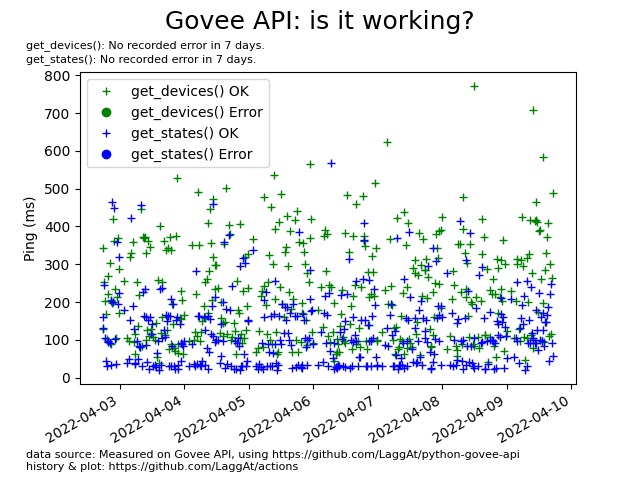 Govee API: is it working?
get_devices(): No recorded error in 7 days.
get_states(): No recorded error in 7 days.
get_devices() OK
get_devices() Error
get_states() OK
get_states() Error
Ping (ms)
800
700
600
500
400
300
200
100
0
2022-04-03
2022-04-04
2022-04-05
2022-04-06
2022-04-07
2022-04-08
2022-04-09
2022-04-10
data source: Measured on Govee API, using https://github.com/LaggAt/python-govee-api
history & plot: https://github.com/LaggAt/actions